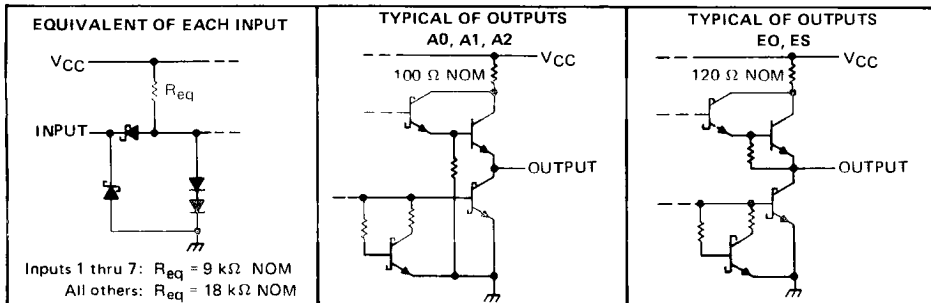 EQUIVALENT OF EACH INPUT
VCC
Req
INPUT
Inputs 1 thru 7: Req = 9 kΩ NOM
All others: Req = 18 kΩ NOM
TYPICAL OF OUTPUTS
A0, A1, A2
VCC
100 Ω NOM
OUTPUT
TYPICAL OF OUTPUTS
EO, ES
VCC
120 Ω NOM
OUTPUT